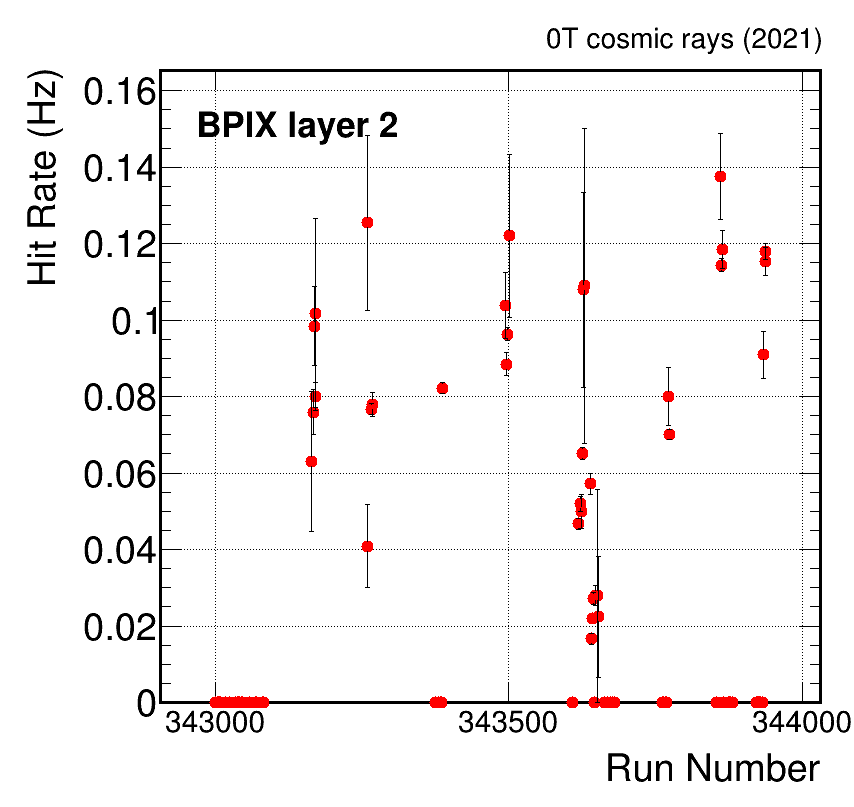 0T cosmic rays (2021)
BPIX layer 2
Hit Rate (Hz)
0.16
0.14
0.12
0.1
0.08
0.06
0.04
0.02
0
343000 343500 344000
Run Number